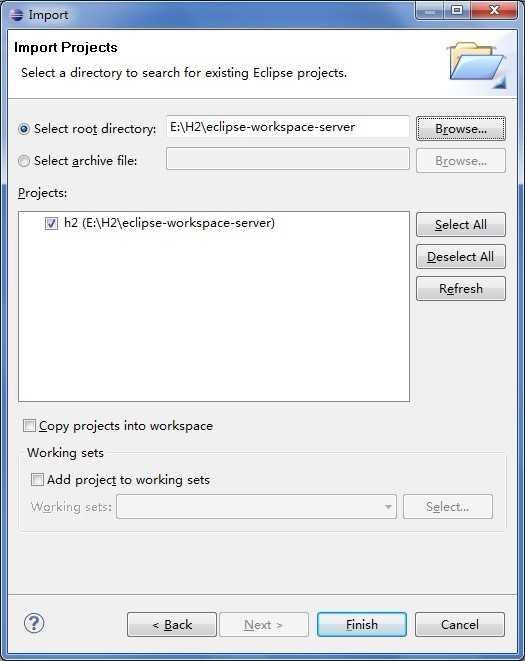 Import
Import Projects
Select a directory to search for existing Eclipse projects.
Select root directory: E:\H2\eclipse-workspace-server Browse...
Select archive file: Browse...
Projects:
h2 (E:\H2\eclipse-workspace-server)
Select All
Deselect All
Refresh
Copy projects into workspace
Working sets
Add project to working sets
Working sets: Select...
? < Back Next > Finish Cancel